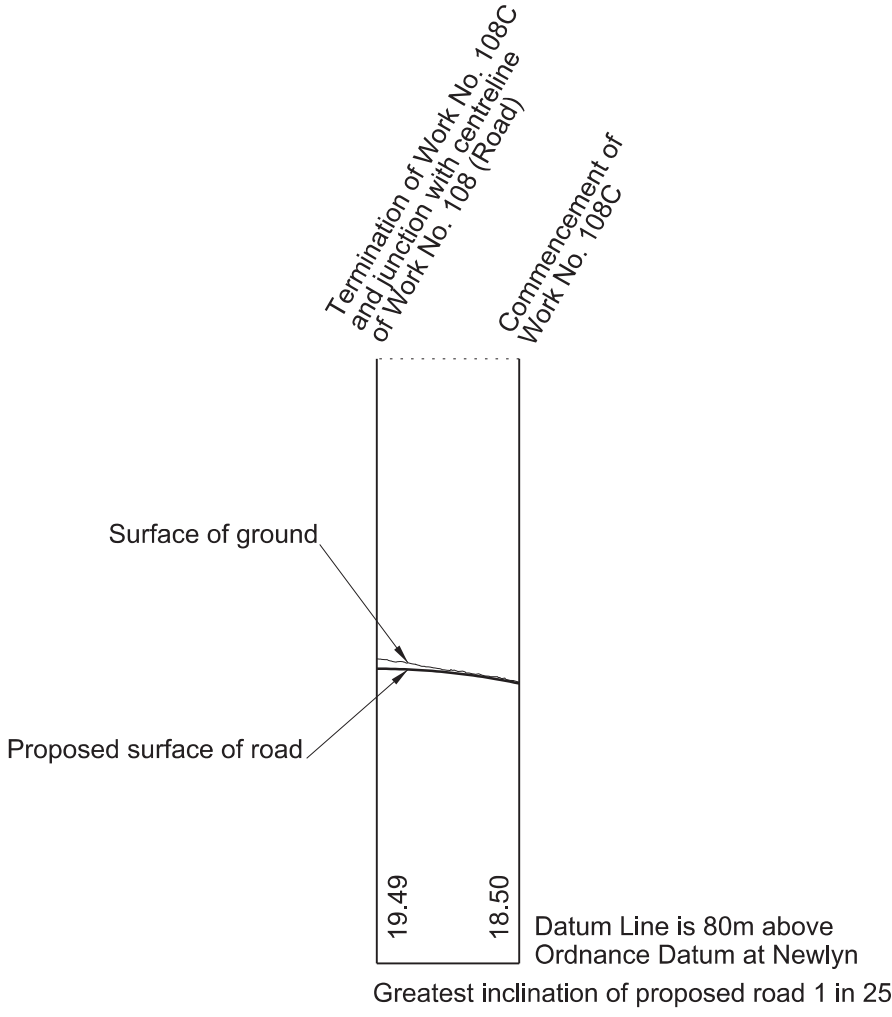 Termination of Work No. 108C
and junction with centreline
of Work No. 108 (Road)
Commencement of
Work No. 108C
Surface of ground
Proposed surface of road
19.49
18.50
Datum Line is 80m above
Ordnance Datum at Newlyn
Greatest inclination of proposed road 1 in 25